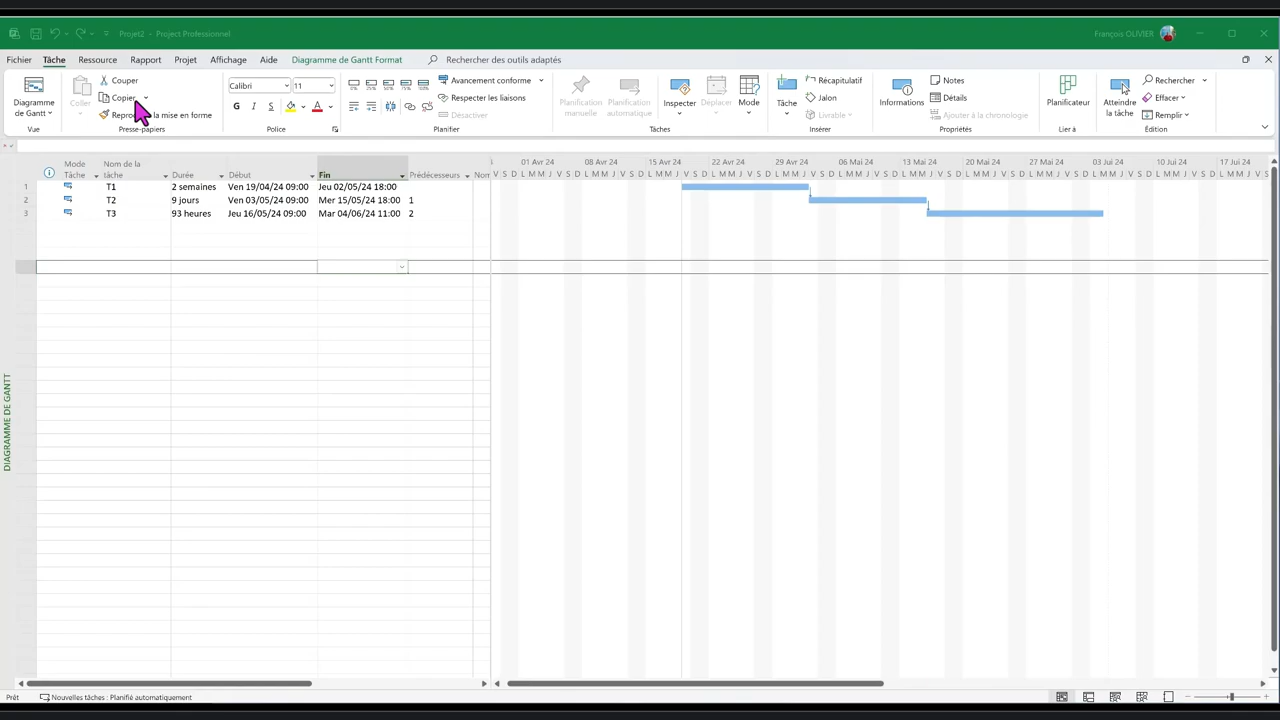 Projet2 - Project Professionnel
François OLIVIER
Fichier Tâche Ressource Rapport Projet Affichage Aide Diagramme de Gantt Format Rechercher des outils adaptés
Diagramme de Gantt
Vue
Coller
Couper
Copier
Reproduire la mise en forme
Presse-papiers
Calibri 11
G I S A
Police
Avancement conforme
Respecter les liaisons
Désactiver
Planifier
Planification manuelle
Planification automatique
Inspecter
Déplacer
Mode
Tâches
Tâche
Récapitulatif
Jalon
Livrable
Insérer
Informations
Notes
Détails
Ajouter à la chronologie
Propriétés
Planificateur
Lier à
Atteindre la tâche
Rechercher
Effacer
Remplir
Édition
Mode Tâche Nom de la tâche Durée Début Fin Prédécesseurs Nom
01 Avr 24 08 Avr 24 15 Avr 24 22 Avr 24 29 Avr 24 06 Mai 24 13 Mai 24 20 Mai 24 27 Mai 24 03 Jui 24 10 Jui 24 17 Jui 24
V S D L M M J V S D L M M J V S D L M M J V S D L M M J V S D L M M J V S D L M M J V S D L M M J V S D L M M J V S D L M M J V S D L M M J V S D L M M J V S D L M M J V S
1 T1 2 semaines Ven 19/04/24 09:00 Jeu 02/05/24 18:00
2 T2 9 jours Ven 03/05/24 09:00 Mer 15/05/24 18:00 1
3 T3 93 heures Jeu 16/05/24 09:00 Mar 04/06/24 11:00 2
DIAGRAMME DE GANTT
Prêt Nouvelles tâches : Planifié automatiquement